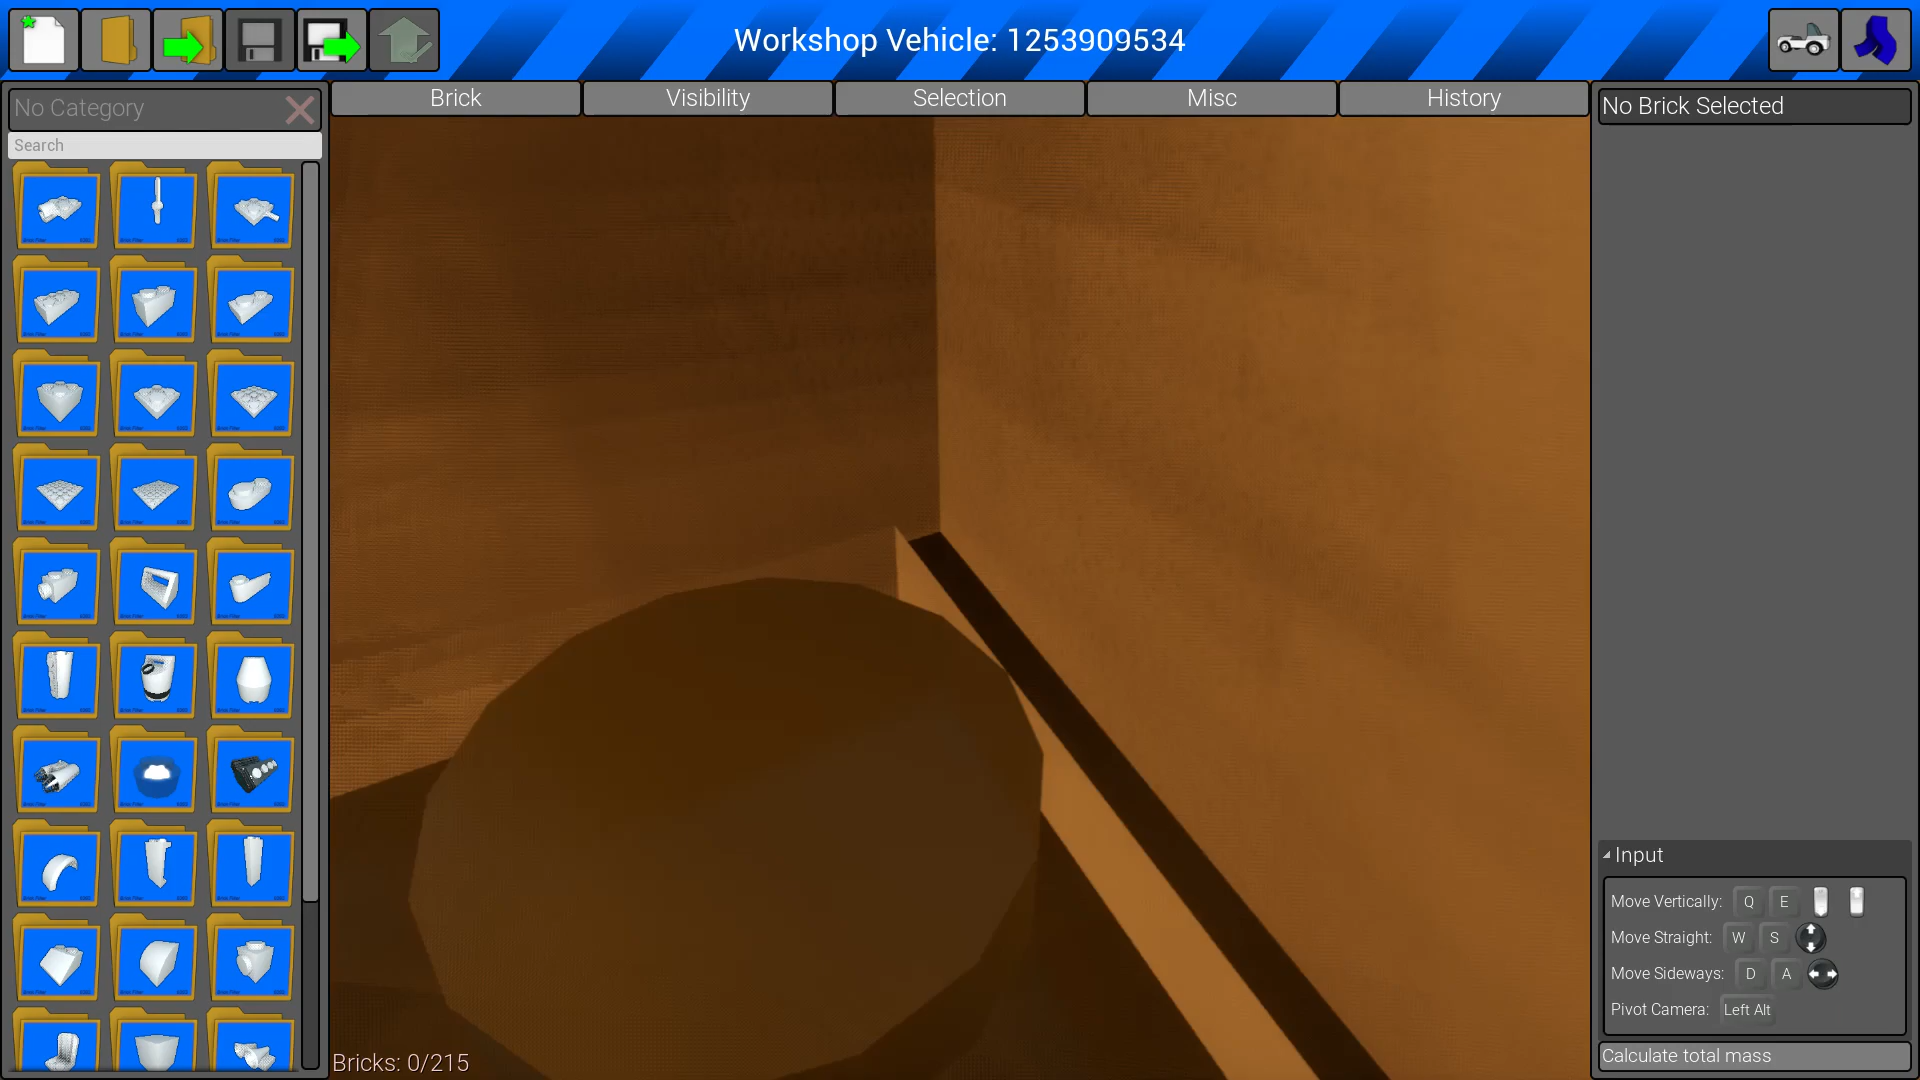 Workshop Vehicle: 1253909534
No Category
Search
Brick
Visibility
Selection
Misc
History
No Brick Selected
Bricks: 0/215
Input
Move Vertically: Q E
Move Straight: W S
Move Sideways: D A
Pivot Camera: Left Alt
Calculate total mass